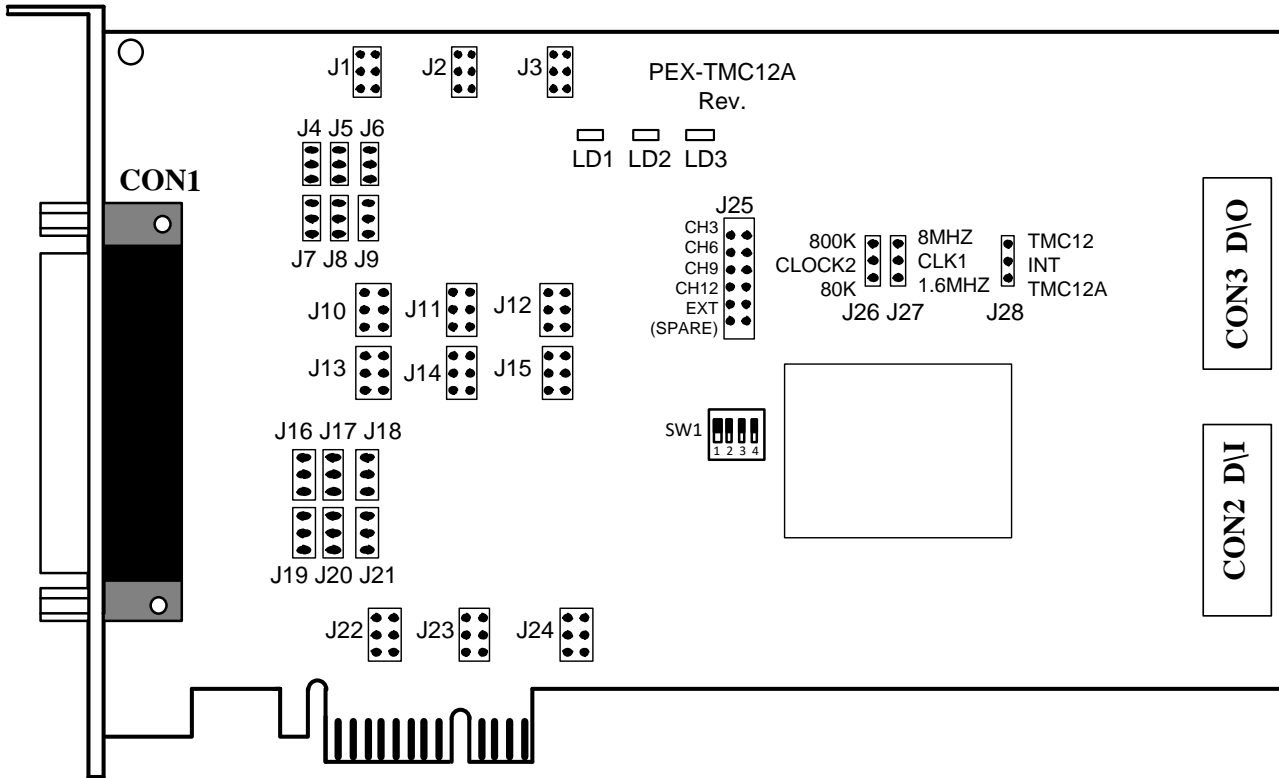 J1
J2
J3
PEX-TMC12A
Rev.
J4 J5 J6
LD1 LD2 LD3
CON1
J7 J8 J9
J25
CH3
CH6
CH9
CH12
EXT
(SPARE)
800K
CLOCK2
80K
J26
8MHZ
CLK1
1.6MHZ
J27
TMC12
INT
TMC12A
J28
CON3 D\O
J10
J11
J12
J13
J14
J15
SW1
1 2 3 4
CON2 D\I
J16 J17 J18
J19 J20 J21
J22
J23
J24